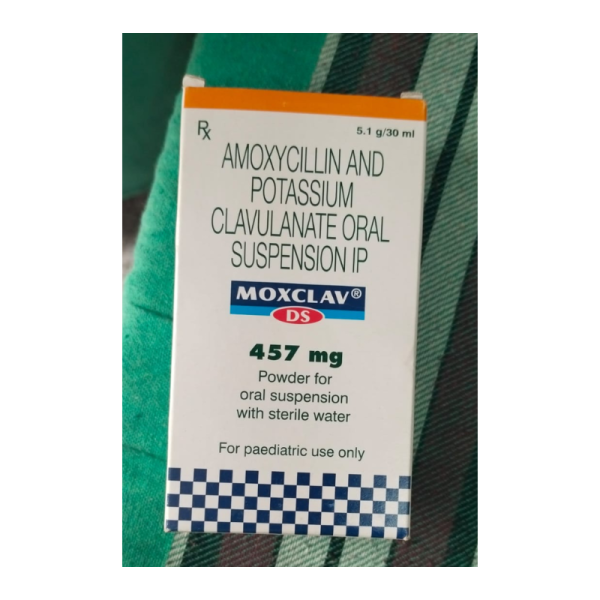 Rx
5.1 g/30 ml
AMOXYCILLIN AND
POTASSIUM
CLAVULANATE ORAL
SUSPENSION IP
MOXCLAV®
DS
457 mg
Powder for
oral suspension
with sterile water
For paediatric use only